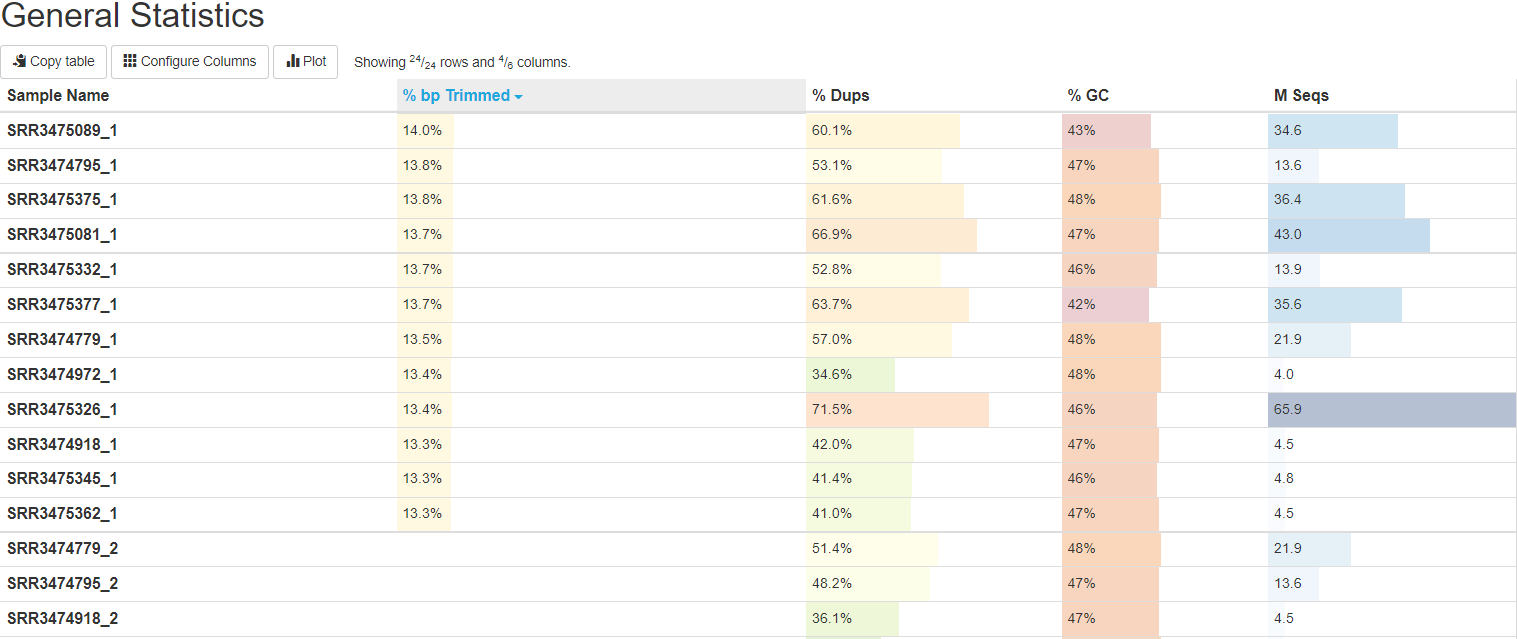 General Statistics
Copy table Configure Columns Plot Showing 24/24 rows and 4/6 columns.
Sample Name % bp Trimmed % Dups % GC M Seqs
SRR3475089_1 14.0% 60.1% 43% 34.6
SRR3474795_1 13.8% 53.1% 47% 13.6
SRR3475375_1 13.8% 61.6% 48% 36.4
SRR3475081_1 13.7% 66.9% 47% 43.0
SRR3475332_1 13.7% 52.8% 46% 13.9
SRR3475377_1 13.7% 63.7% 42% 35.6
SRR3474779_1 13.5% 57.0% 48% 21.9
SRR3474972_1 13.4% 34.6% 48% 4.0
SRR3475326_1 13.4% 71.5% 46% 65.9
SRR3474918_1 13.3% 42.0% 47% 4.5
SRR3475345_1 13.3% 41.4% 46% 4.8
SRR3475362_1 13.3% 41.0% 47% 4.5
SRR3474779_2 51.4% 48% 21.9
SRR3474795_2 48.2% 47% 13.6
SRR3474918_2 36.1% 47% 4.5